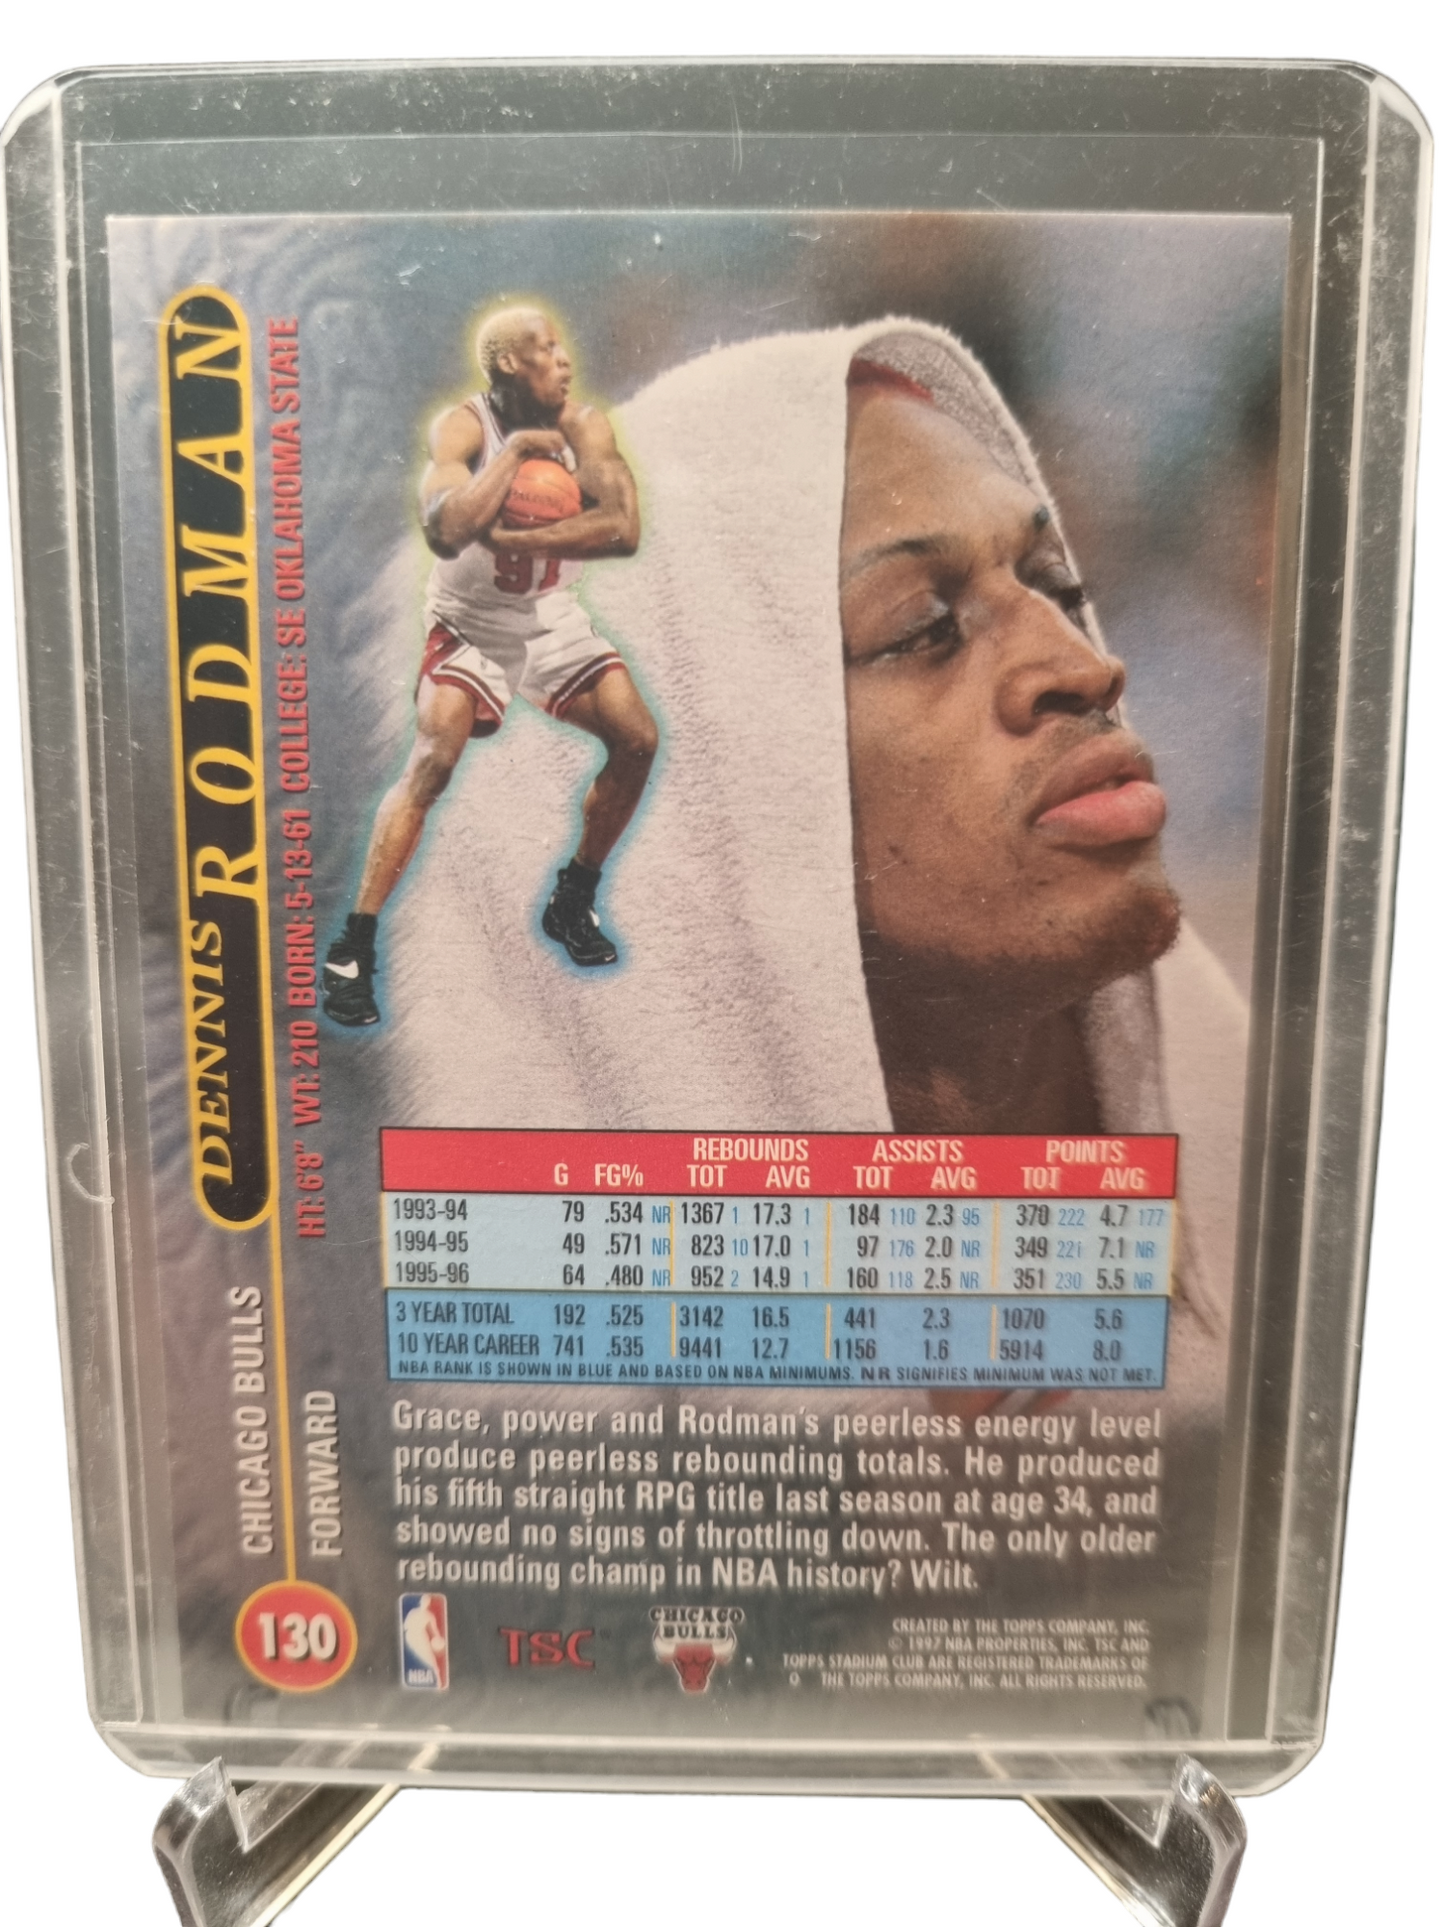 DENNIS RODMAN
HT: 6'8" WT: 210 BORN: 5-13-61 COLLEGE: SE OKLAHOMA STATE
CHICAGO BULLS
FORWARD
130
91
REBOUNDS ASSISTS POINTS
G FG% TOT AVG TOT AVG TOT AVG
1993-94 79 .534 NR 1367 1 17.3 1 184 110 2.3 95 370 222 4.7 177
1994-95 49 .571 NR 823 10 17.0 1 97 176 2.0 NR 349 221 7.1 NR
1995-96 64 .480 NR 952 2 14.9 1 160 118 2.5 NR 351 230 5.5 NR
3 YEAR TOTAL 192 .525 3142 16.5 441 2.3 1070 5.6
10 YEAR CAREER 741 .535 9441 12.7 1156 1.6 5914 8.0
NBA RANK IS SHOWN IN BLUE AND BASED ON NBA MINIMUMS. NR SIGNIFIES MINIMUM WAS NOT MET.
Grace, power and Rodman's peerless energy level
produce peerless rebounding totals. He produced
his fifth straight RPG title last season at age 34, and
showed no signs of throttling down. The only older
rebounding champ in NBA history? Wilt.
NBA
TSC
CHICAGO
BULLS
CREATED BY THE TOPPS COMPANY, INC.
© 1997 NBA PROPERTIES, INC. TSC AND
TOPPS STADIUM CLUB ARE REGISTERED TRADEMARKS OF
THE TOPPS COMPANY, INC. ALL RIGHTS RESERVED.